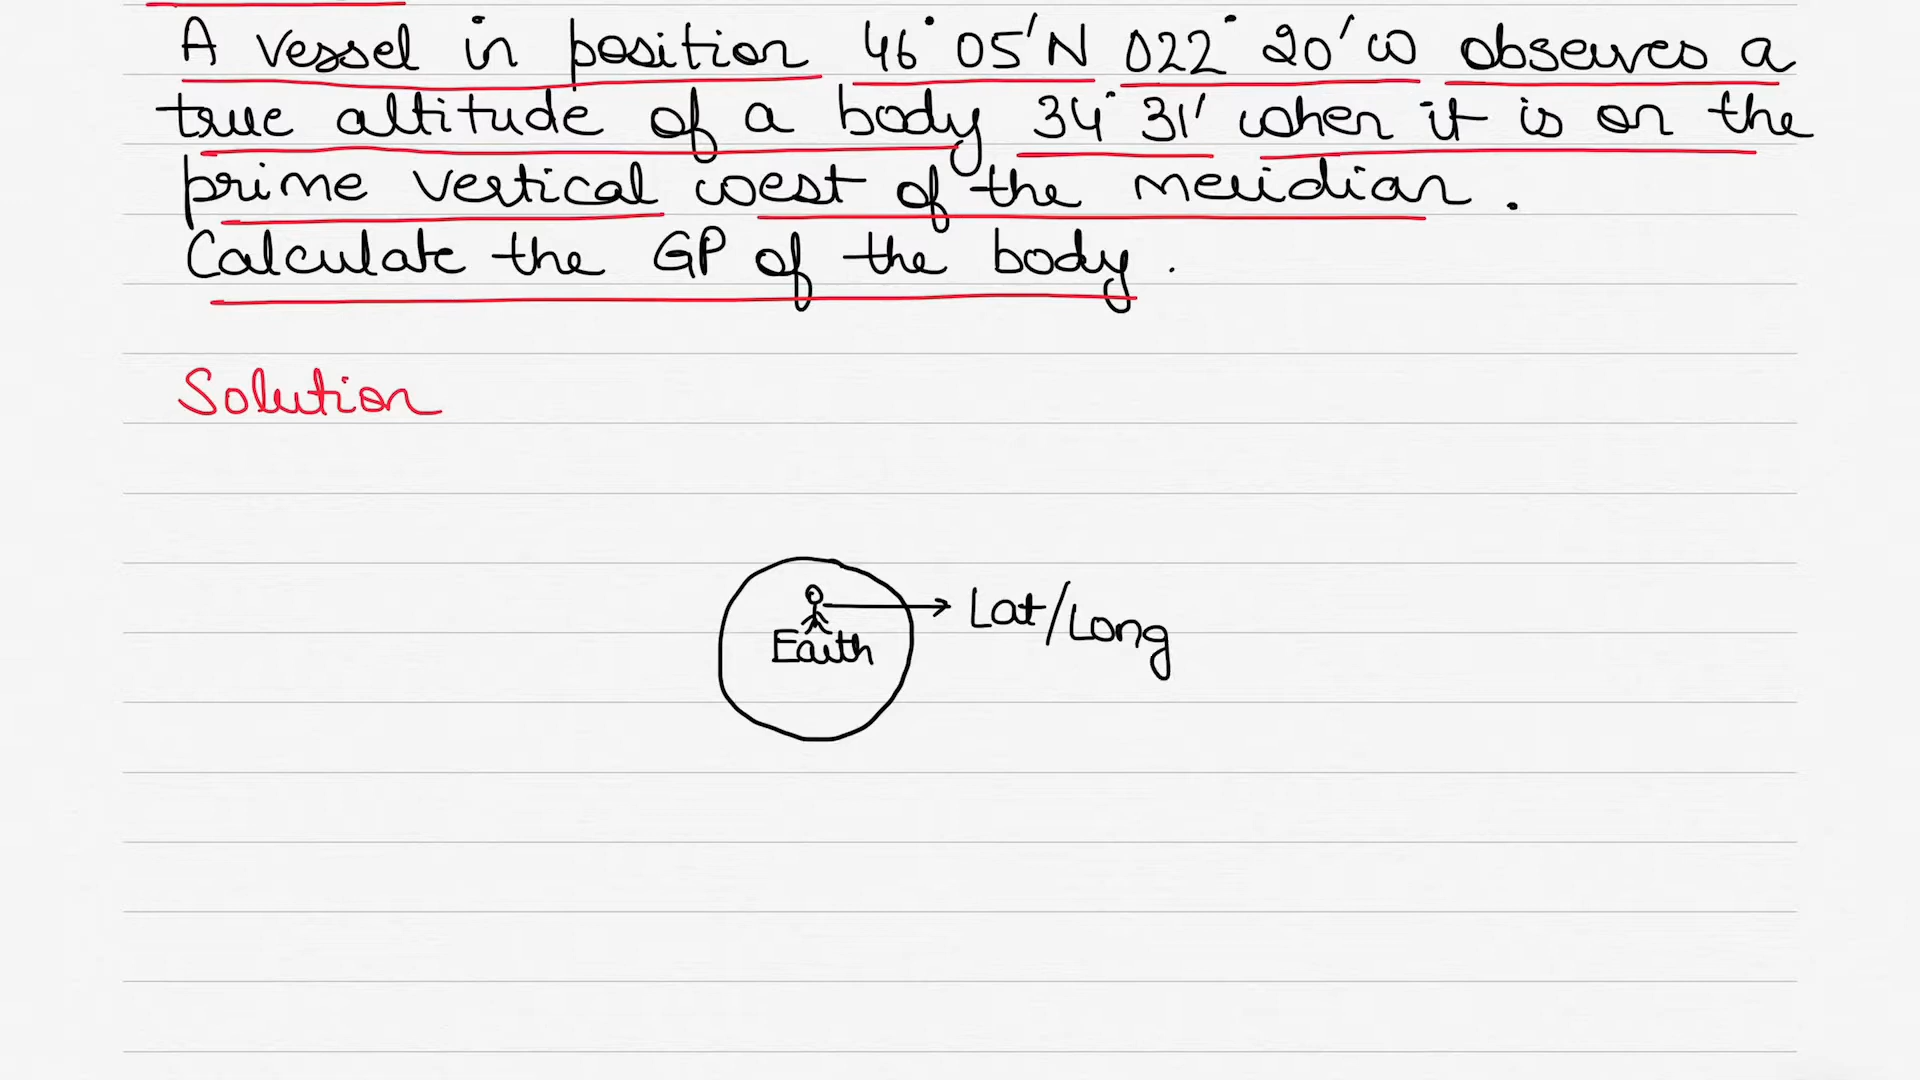 A vessel in position 46° 05'N 022° 20'W observes a
true altitude of a body 34° 31' when it is on the
prime vertical west of the meridian.
Calculate the GP of the body.
Solution
Lat/Long
Earth